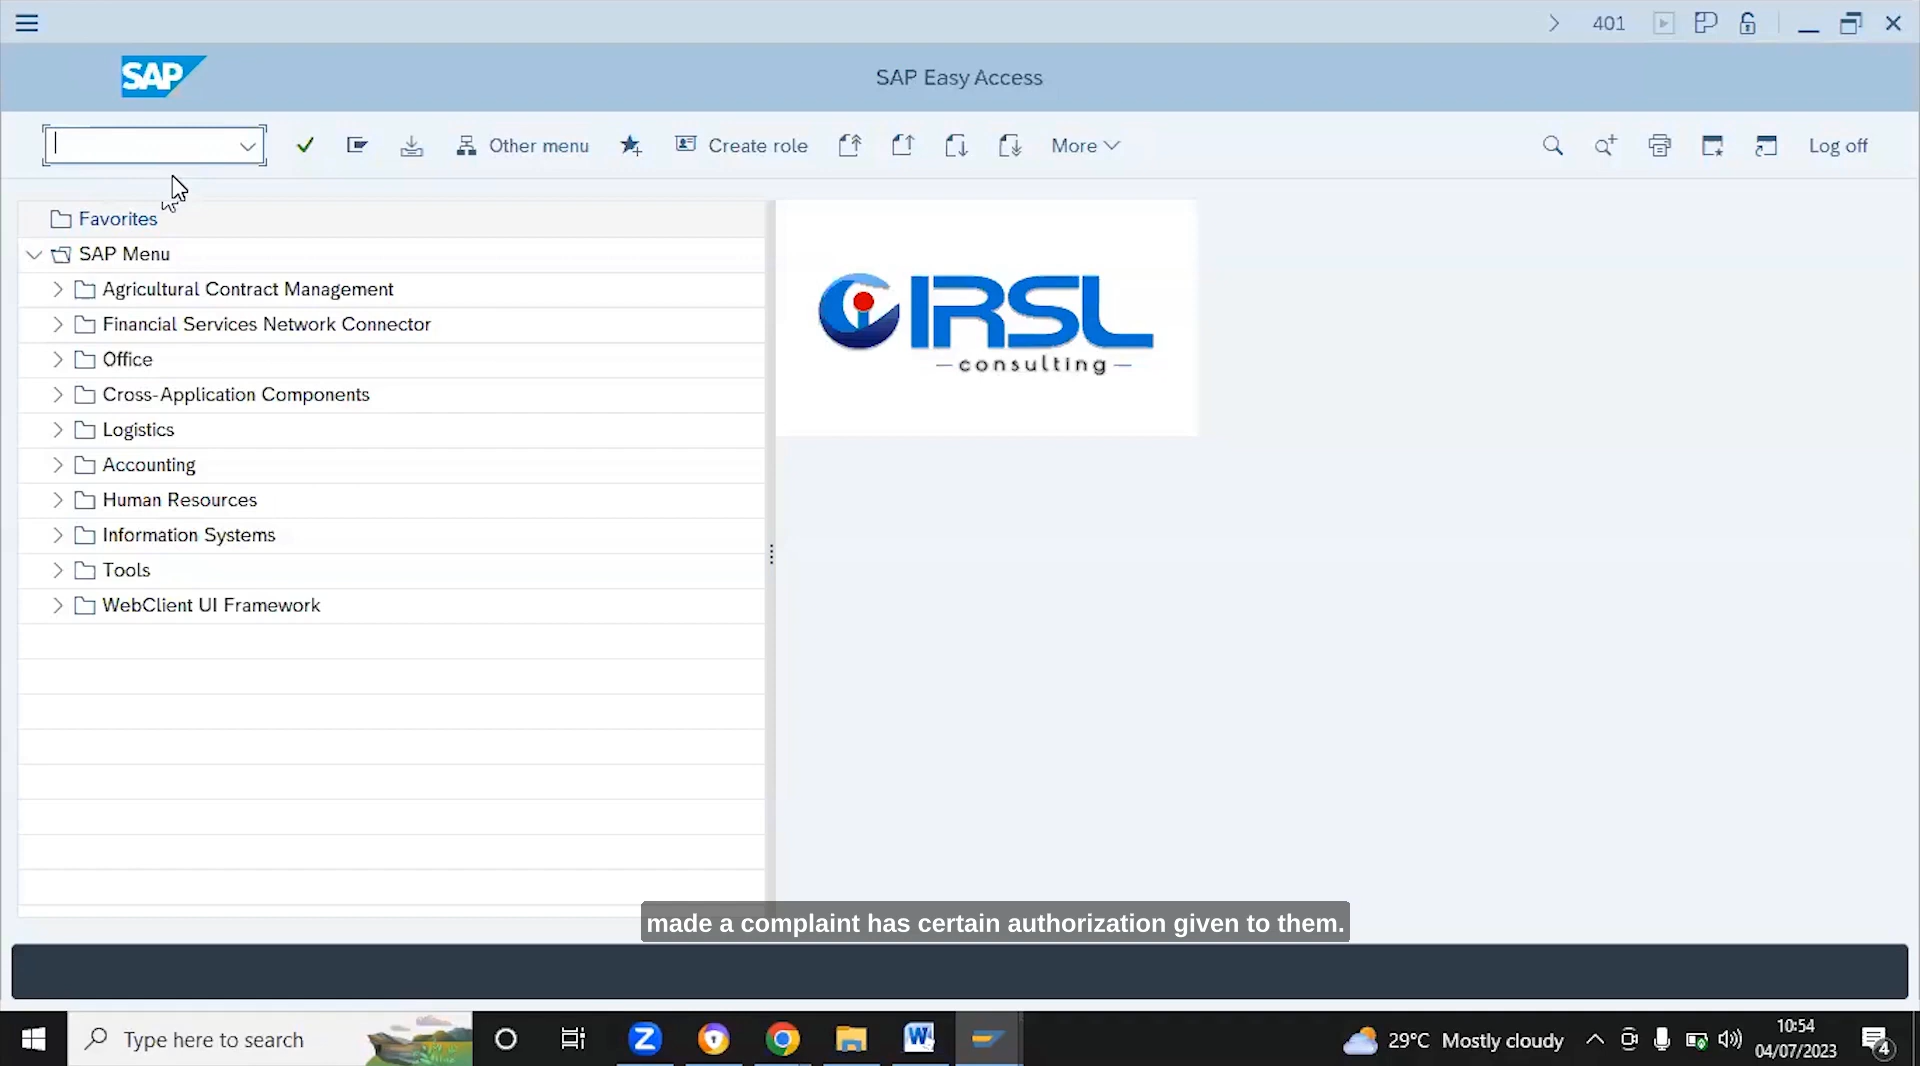 401
SAP
SAP Easy Access
Other menu
Create role
More
Log off
Favorites
SAP Menu
Agricultural Contract Management
Financial Services Network Connector
Office
Cross-Application Components
Logistics
Accounting
Human Resources
Information Systems
Tools
WebClient UI Framework
IRSL
consulting
made a complaint has certain authorization given to them.
Type here to search
Z
W
29°C Mostly cloudy
10:54
04/07/2023
4